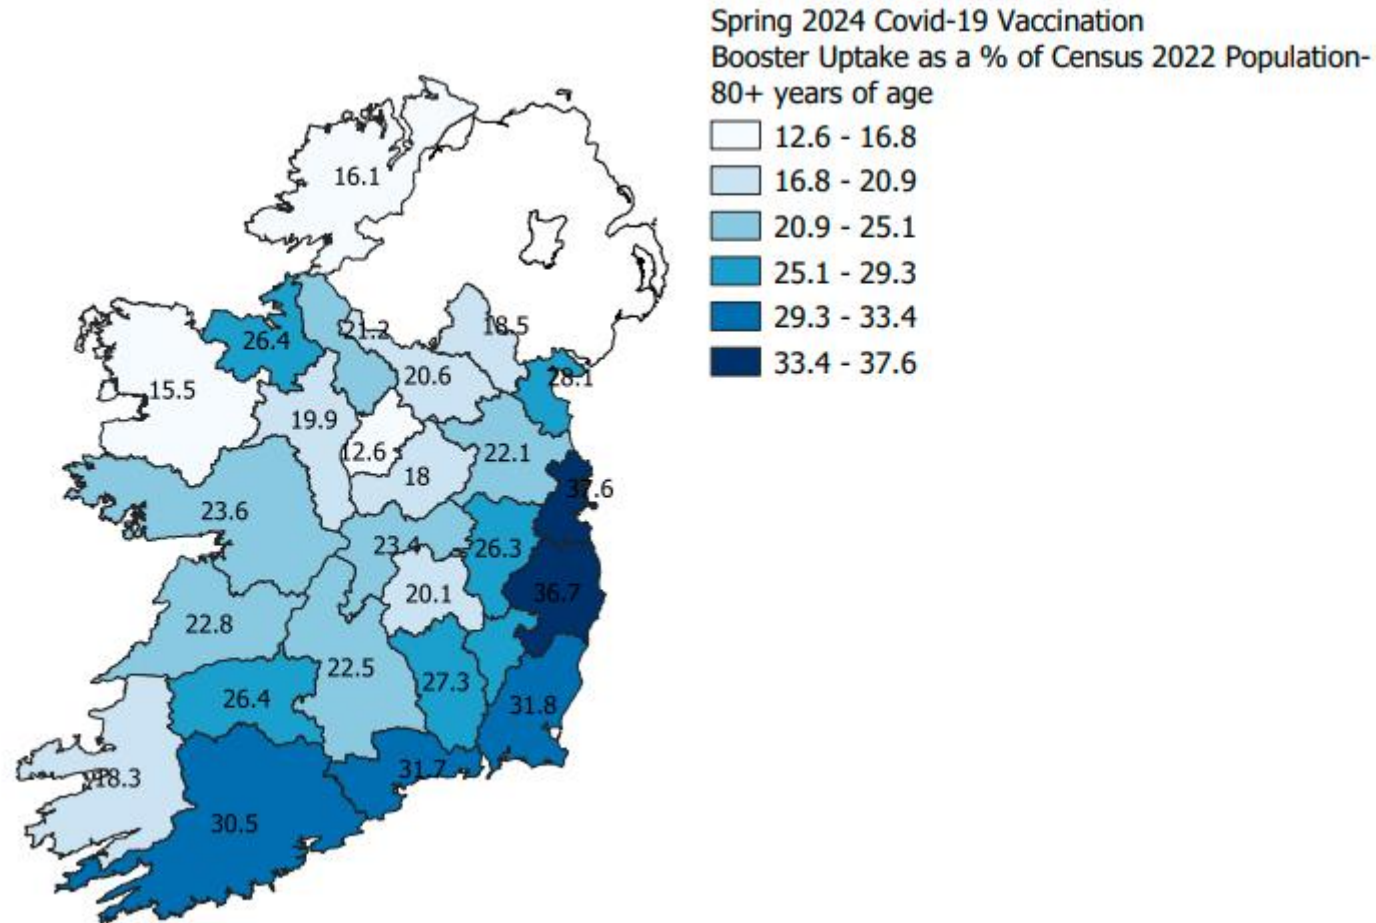 Spring 2024 Covid-19 Vaccination
Booster Uptake as a % of Census 2022 Population-
80+ years of age
12.6 - 16.8
16.8 - 20.9
20.9 - 25.1
25.1 - 29.3
29.3 - 33.4
33.4 - 37.6
16.1
21.2
18.5
26.4
20.6
28.1
15.5
19.9
12.6
22.1
18
37.6
23.6
23.4
26.3
20.1
36.7
22.8
22.5
27.3
26.4
31.8
18.3
31.7
30.5